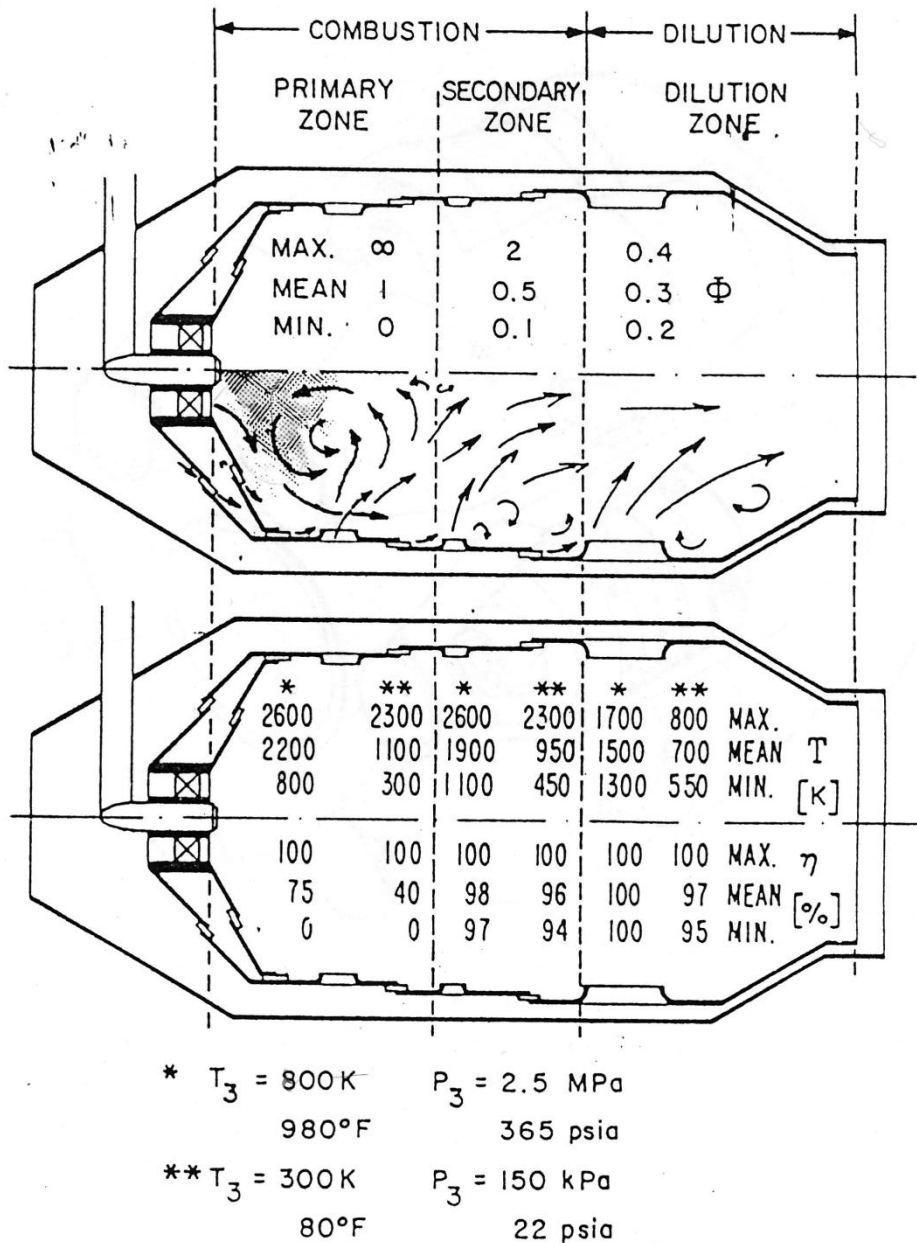 COMBUSTION DILUTION
PRIMARY SECONDARY DILUTION
ZONE ZONE ZONE
MAX. ∞ 2 0.4
MEAN 1 0.5 0.3 Φ
MIN. 0 0.1 0.2
* ** * ** * **
2600 2300 2600 2300 1700 800 MAX.
2200 1100 1900 950 1500 700 MEAN T
800 300 1100 450 1300 550 MIN. [K]
100 100 100 100 100 100 MAX. η
75 40 98 96 100 97 MEAN [%]
0 0 97 94 100 95 MIN.
* T3 = 800K P3 = 2.5 MPa
980°F 365 psia
** T3 = 300K P3 = 150 kPa
80°F 22 psia